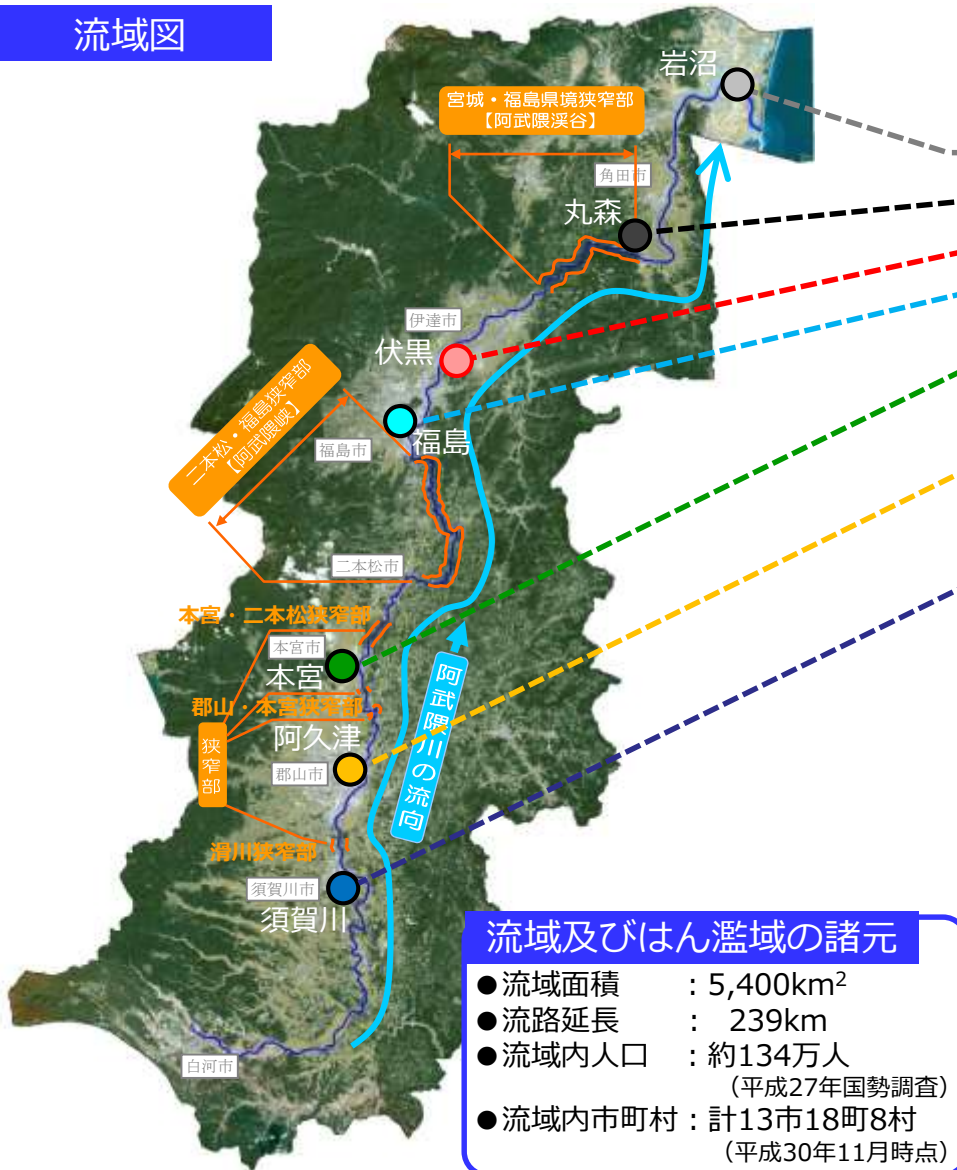 流域図
岩沼
宮城・福島県境狭窄部
【阿武隈渓谷】
角田市
丸森
伊達市
伏黒
二本松・福島狭窄部
【阿武隈峡】
福島市
福島
二本松市
本宮・二本松狭窄部
本宮市
本宮
郡山・本宮狭窄部
阿武隈川の流向
狭窄部
阿久津
郡山市
滑川狭窄部
須賀川市
須賀川
白河市
流域及びはん濫域の諸元
●流域面積 : 5,400km²
●流路延長 : 239km
●流域内人口 : 約134万人
(平成27年国勢調査)
●流域内市町村 : 計13市18町8村
(平成30年11月時点)